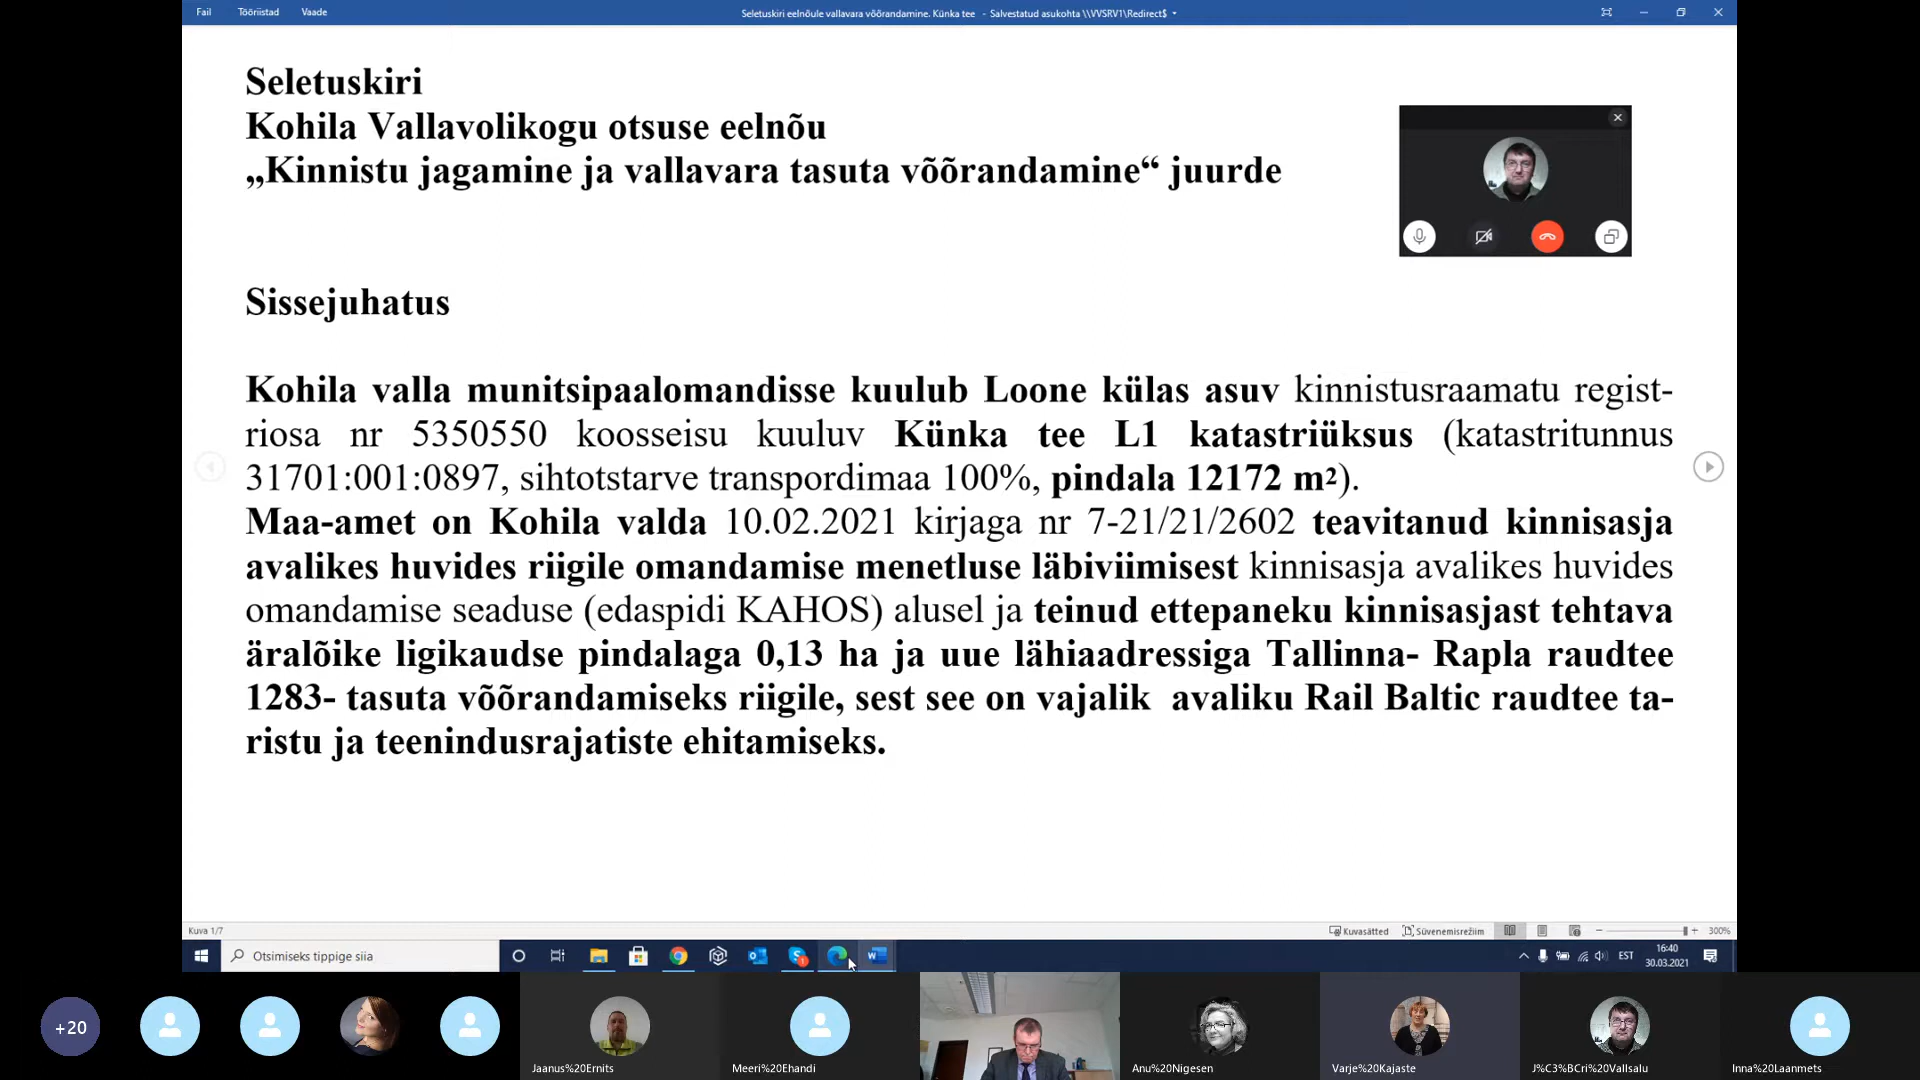 Fail Tööriistad Vaade
Seletuskiri eelnõule vallavara võõrandamine. Künka tee - Salvestatud asukohta \\VVSRV1\Redirect$
Seletuskiri
Kohila Vallavolikogu otsuse eelnõu
„Kinnistu jagamine ja vallavara tasuta võõrandamine“ juurde
Sissejuhatus
Kohila valla munitsipaalomandisse kuulub Loone külas asuv kinnistusraamatu regist-
riosa nr 5350550 koosseisu kuuluv Künka tee L1 katastriüksus (katastritunnus
31701:001:0897, sihtotstarve transpordimaa 100%, pindala 12172 m2).
Maa-amet on Kohila valda 10.02.2021 kirjaga nr 7-21/21/2602 teavitanud kinnisasja
avalikes huvides riigile omandamise menetluse läbiviimisest kinnisasja avalikes huvides
omandamise seaduse (edaspidi KAHOS) alusel ja teinud ettepaneku kinnisasjast tehtava
äralõike ligikaudse pindalaga 0,13 ha ja uue lähiaadressiga Tallinna- Rapla raudtee
1283- tasuta võõrandamiseks riigile, sest see on vajalik avaliku Rail Baltic raudtee ta-
ristu ja teenindusrajatiste ehitamiseks.
Kuva 1/7
Kuvasätted
Süvenemisrežiim
300%
Otsimiseks tippige siia
EST
16:40
30.03.2021
+20
Jaanus%20Ernits
Meeri%20Ehandi
Anu%20Nigesen
Varje%20Kajaste
J%C3%BCri%20Vallsalu
Inna%20Laanmets